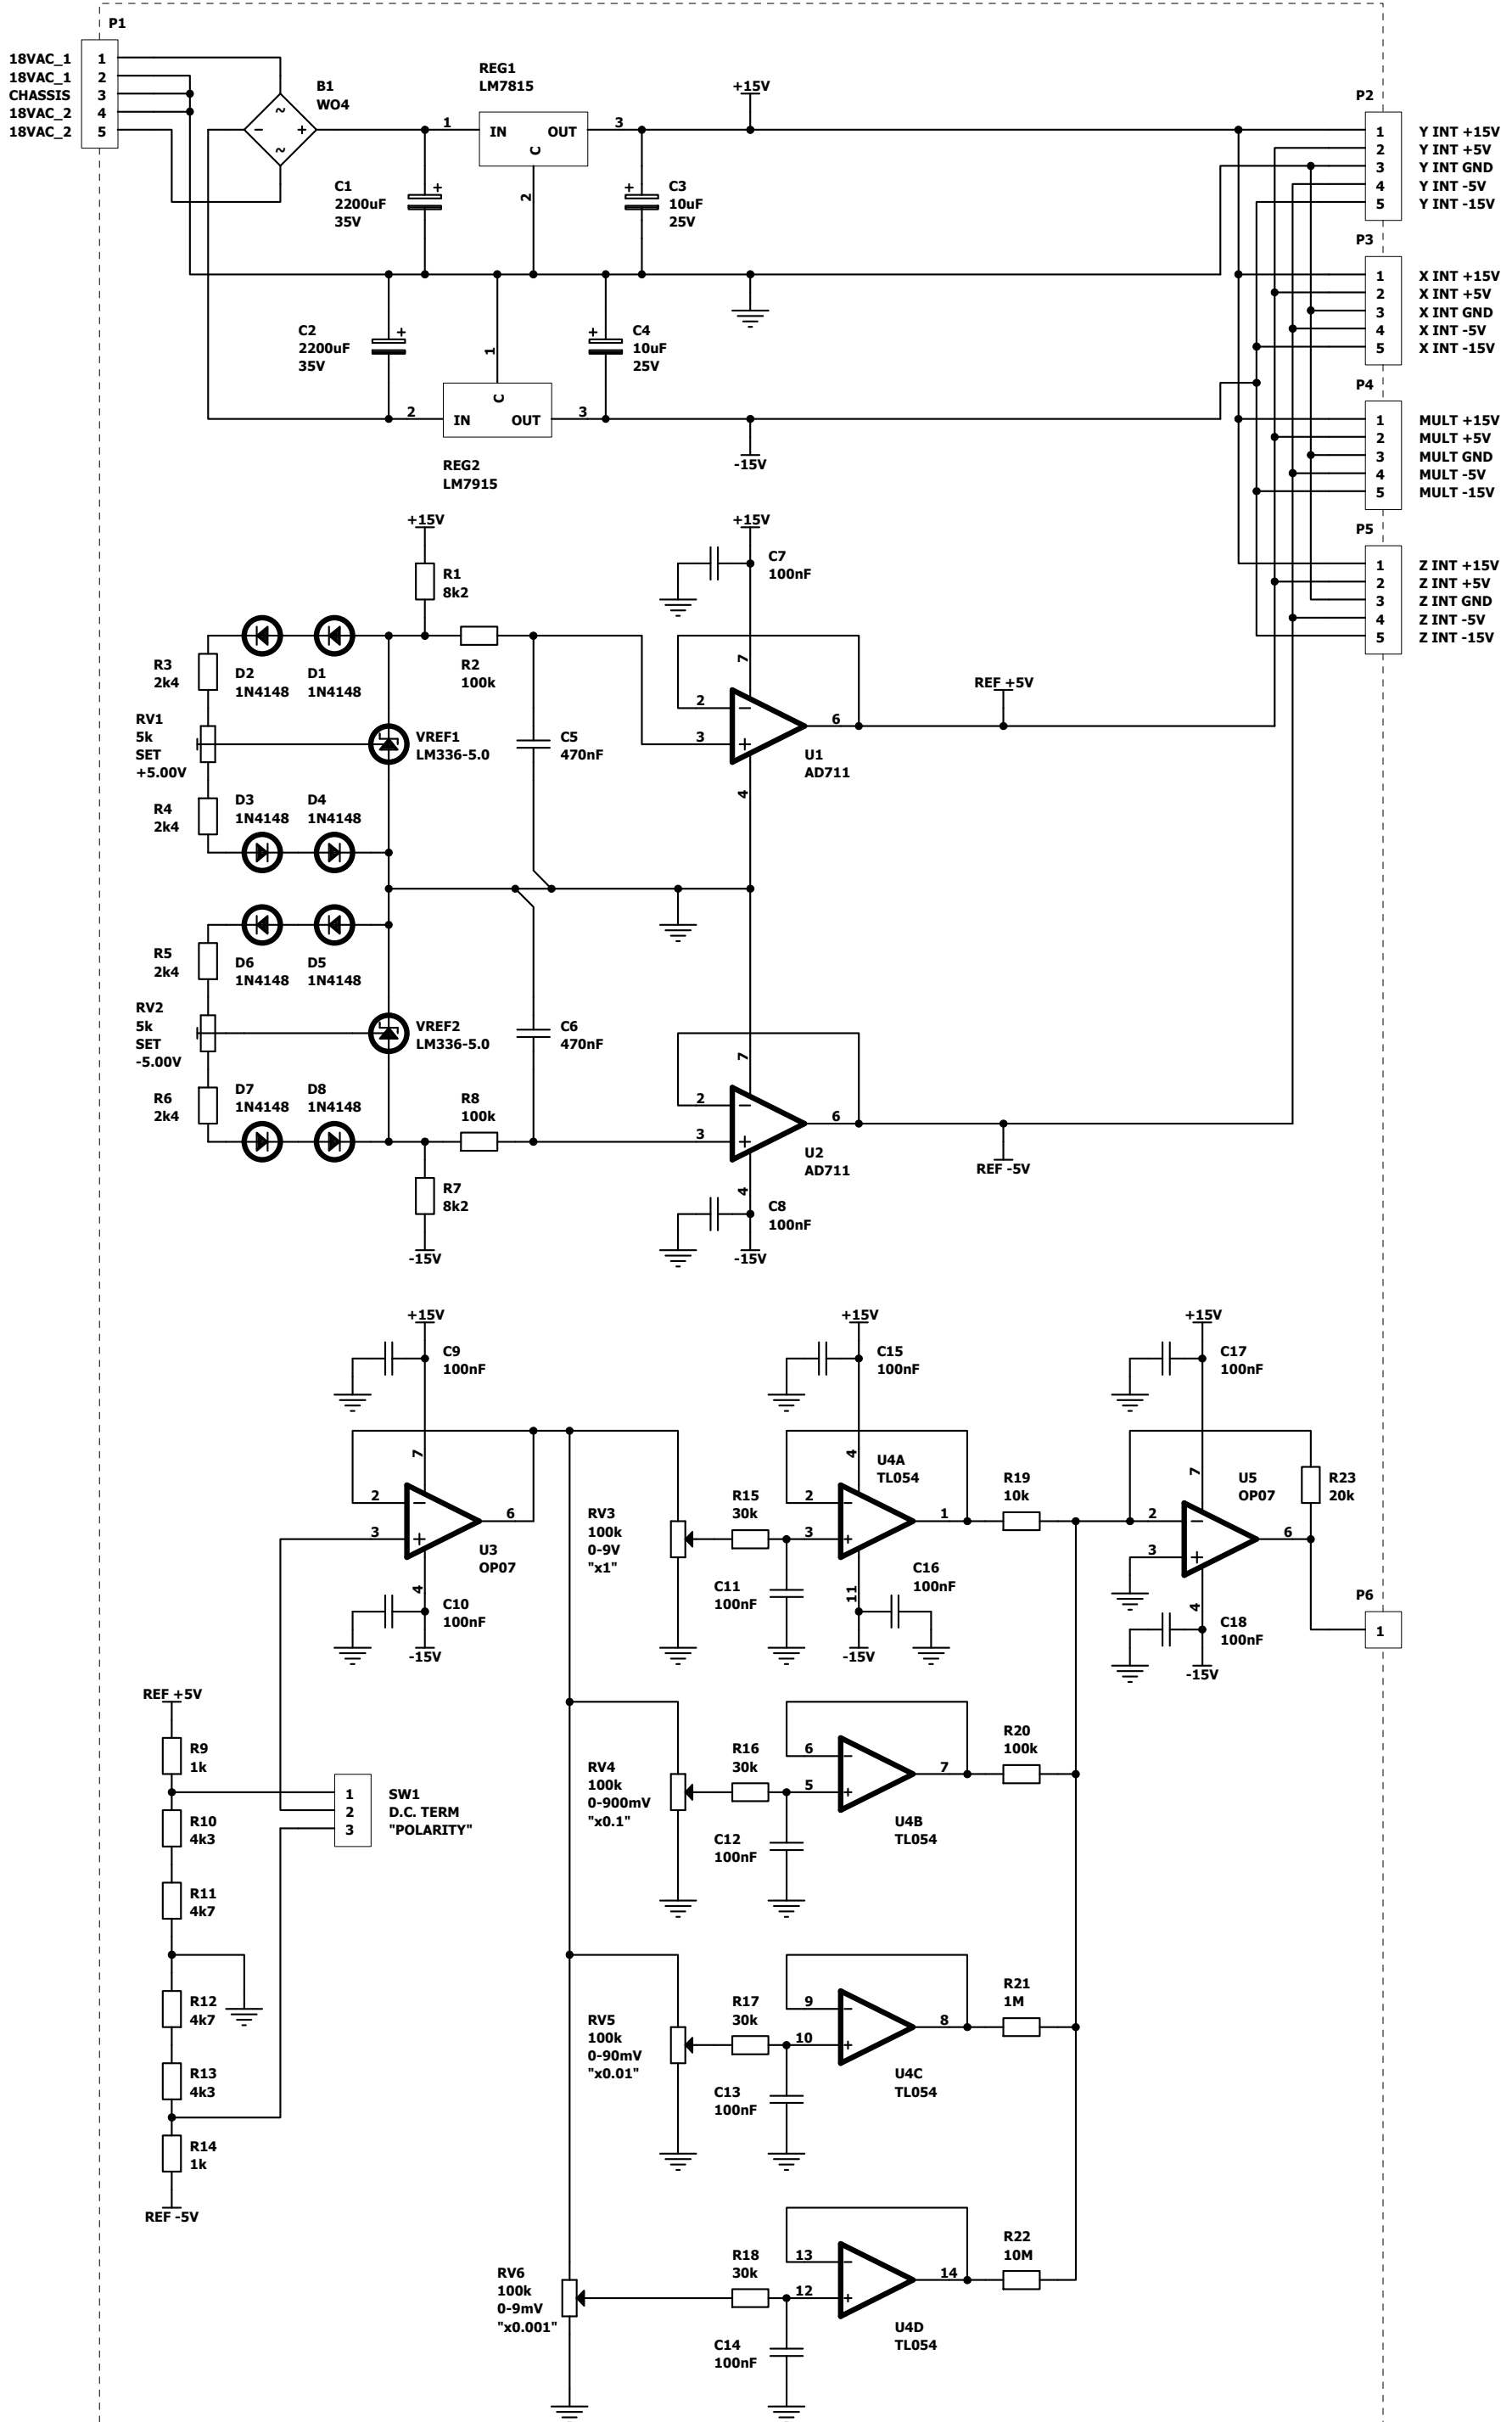 P1
18VAC_1
18VAC_1
CHASSIS
18VAC_2
18VAC_2
1
2
3
4
5
B1
WO4
~
~
−
+
REG1
LM7815
IN
OUT
C
1
3
2
+15V
C1
2200uF
35V
+
C3
10uF
25V
+
C2
2200uF
35V
+
C4
10uF
25V
+
1
C
IN
OUT
2
3
REG2
LM7915
-15V
P2
1
2
3
4
5
Y INT +15V
Y INT +5V
Y INT GND
Y INT -5V
Y INT -15V
P3
1
2
3
4
5
X INT +15V
X INT +5V
X INT GND
X INT -5V
X INT -15V
P4
1
2
3
4
5
MULT +15V
MULT +5V
MULT GND
MULT -5V
MULT -15V
P5
1
2
3
4
5
Z INT +15V
Z INT +5V
Z INT GND
Z INT -5V
Z INT -15V
+15V
R1
8k2
+15V
C7
100nF
R3
2k4
D2
1N4148
D1
1N4148
R2
100k
RV1
5k
SET
+5.00V
VREF1
LM336-5.0
C5
470nF
7
2
−
3
+
6
4
U1
AD711
REF +5V
R4
2k4
D3
1N4148
D4
1N4148
R5
2k4
D6
1N4148
D5
1N4148
RV2
5k
SET
-5.00V
VREF2
LM336-5.0
C6
470nF
R6
2k4
D7
1N4148
D8
1N4148
R8
100k
7
2
−
3
+
6
4
U2
AD711
REF -5V
R7
8k2
-15V
C8
100nF
-15V
+15V
C9
100nF
7
2
−
3
+
6
4
U3
OP07
C10
100nF
-15V
+15V
C15
100nF
RV3
100k
0-9V
"x1"
R15
30k
C11
100nF
4
2
−
3
+
1
11
U4A
TL054
C16
100nF
-15V
R19
10k
+15V
C17
100nF
7
2
−
3
+
6
4
U5
OP07
R23
20k
C18
100nF
-15V
P6
1
REF +5V
R9
1k
R10
4k3
R11
4k7
R12
4k7
R13
4k3
R14
1k
REF -5V
1
2
3
SW1
D.C. TERM
"POLARITY"
RV4
100k
0-900mV
"x0.1"
R16
30k
C12
100nF
6
−
5
+
7
U4B
TL054
R20
100k
RV5
100k
0-90mV
"x0.01"
R17
30k
C13
100nF
9
−
10
+
8
U4C
TL054
R21
1M
RV6
100k
0-9mV
"x0.001"
R18
30k
C14
100nF
13
−
12
+
14
U4D
TL054
R22
10M